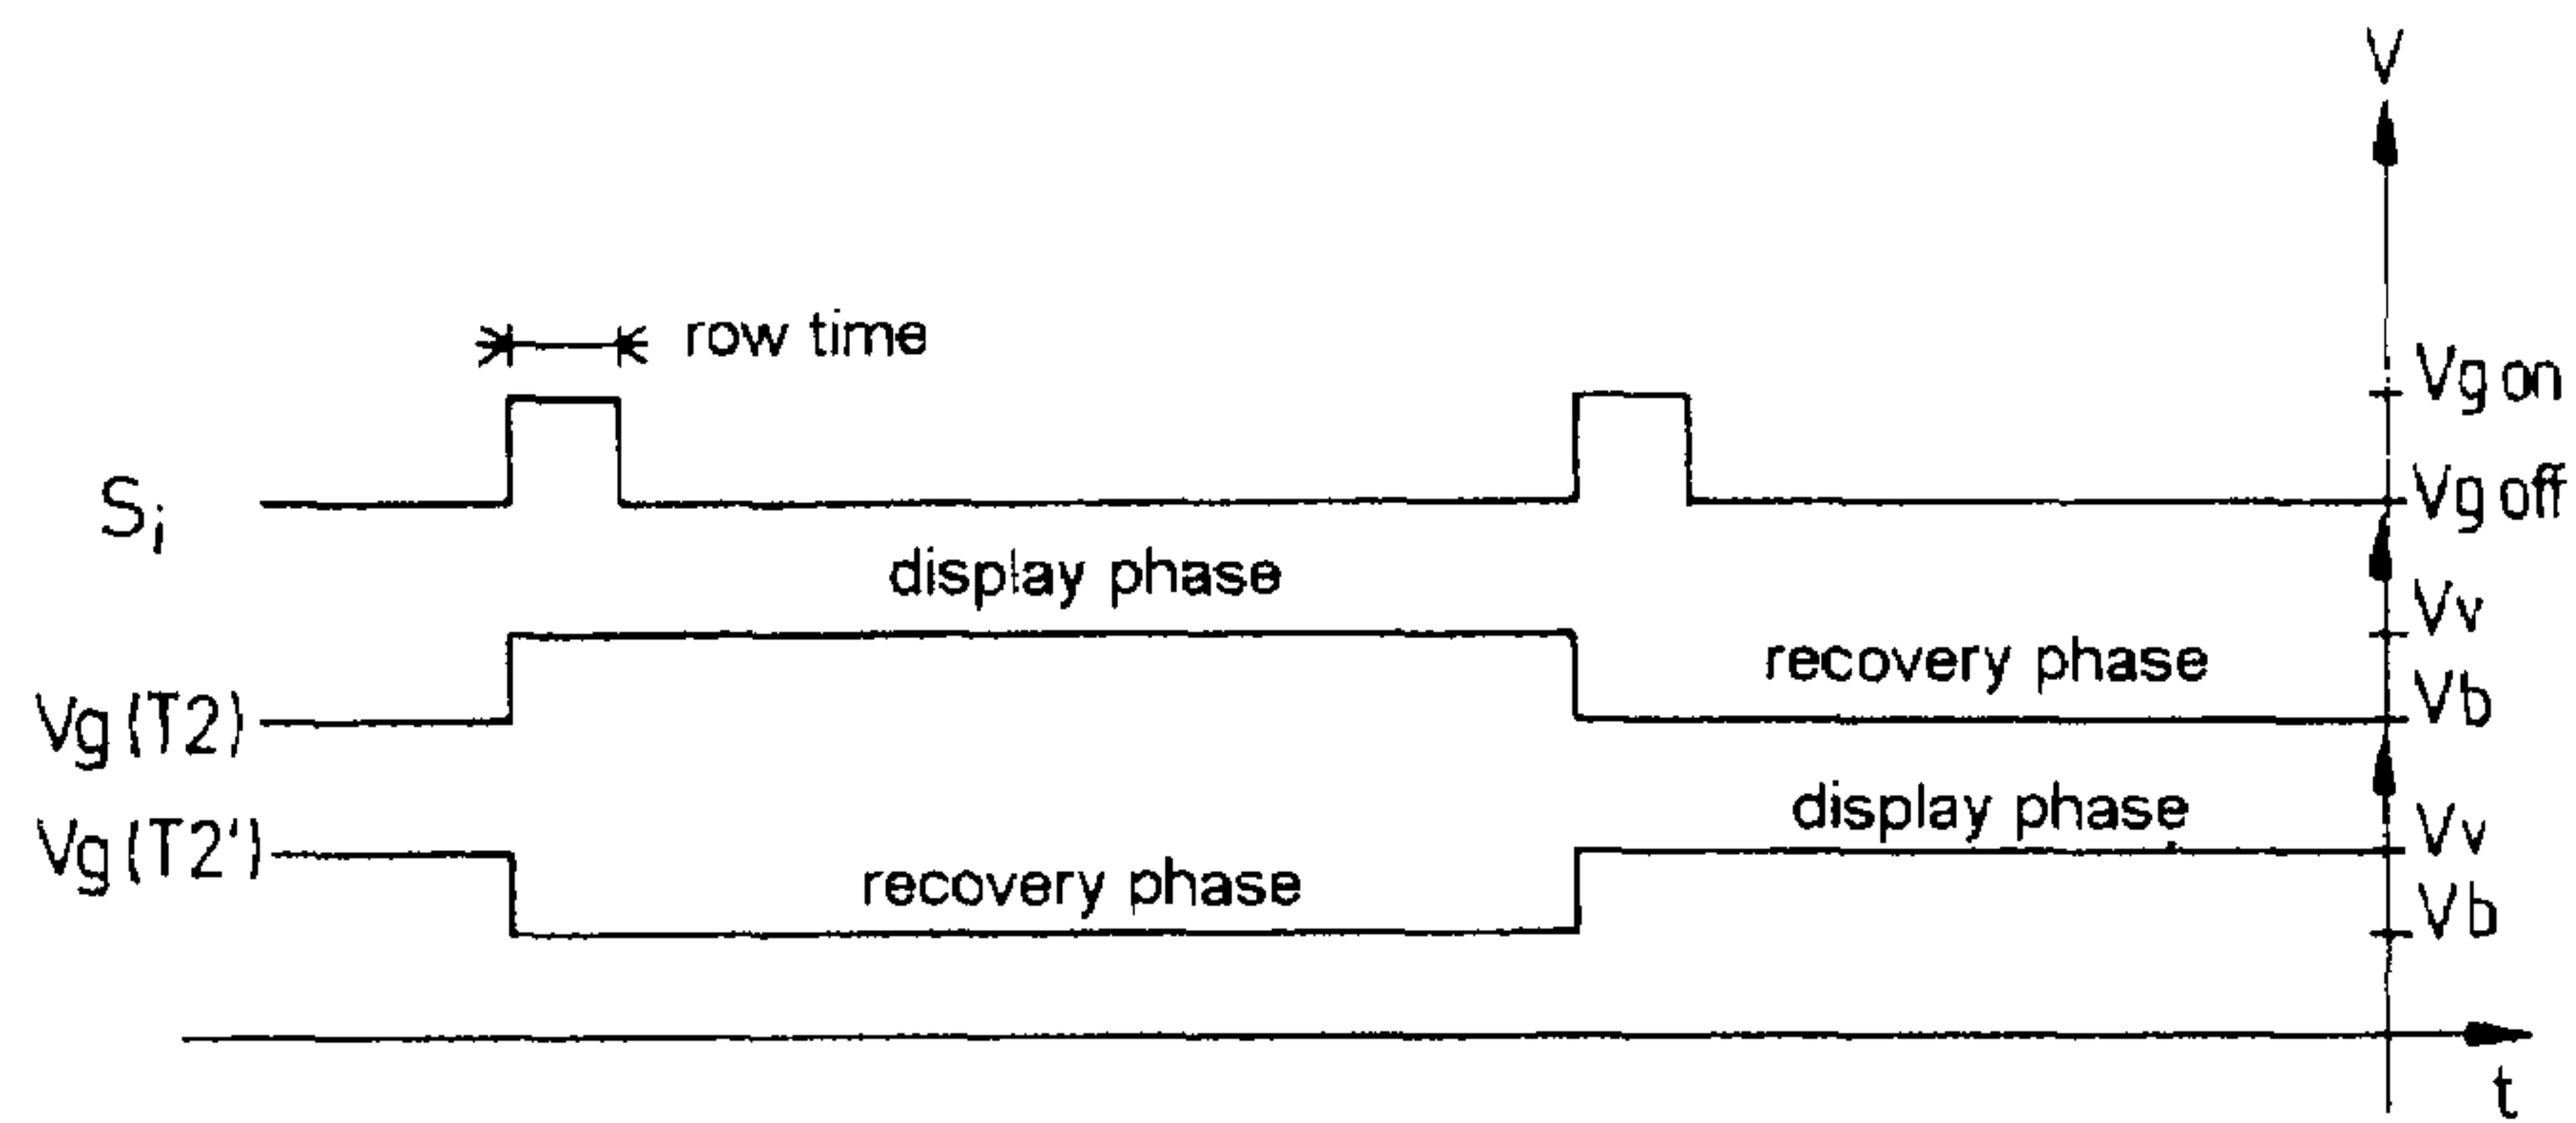 V
row time
Vg on
Si
Vg off
display phase
Vv
recovery phase
Vg (T2)
Vb
display phase
Vg (T2')
Vv
recovery phase
Vb
t